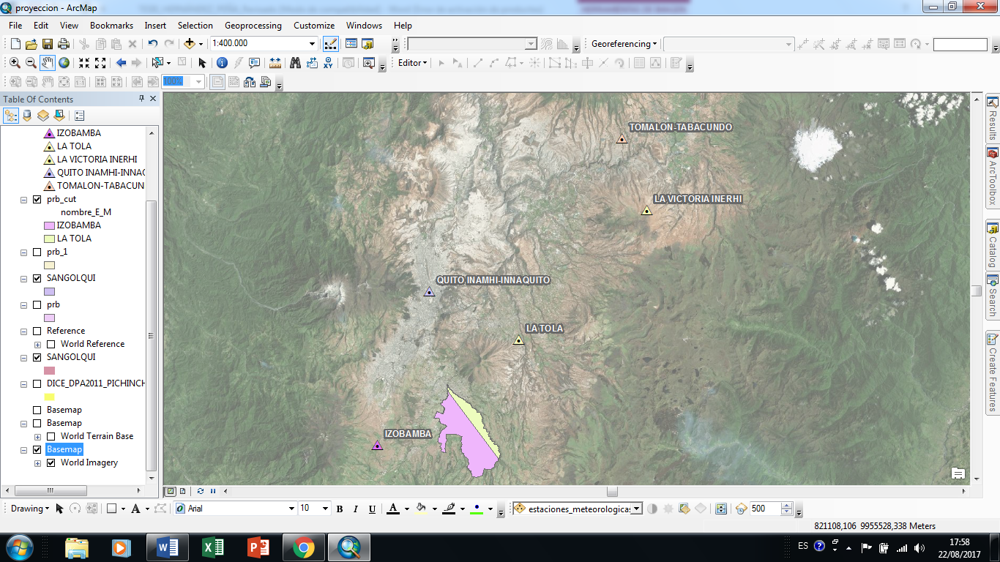 proyeccion - ArcMap
File Edit View Bookmarks Insert Selection Geoprocessing Customize Windows Help
1:400.000
Georeferencing
Editor
100%
Table Of Contents
IZOBAMBA
LA TOLA
LA VICTORIA INERHI
QUITO INAMHI-INNAQ
TOMALON-TABACUN
prb_cut
nombre_E_M
IZOBAMBA
LA TOLA
prb_1
SANGOLQUI
prb
Reference
World Reference
SANGOLQUI
DICE_DPA2011_PICHINCH
Basemap
Basemap
World Terrain Base
Basemap
World Imagery
TOMALON-TABACUNDO
LA VICTORIA INERHI
QUITO INAMHI-INNAQUITO
LA TOLA
IZOBAMBA
Results
ArcToolbox
Catalog
Search
Create Features
Drawing
A
Arial
10
B I U A
estaciones_meteorologicas
500
821108,106 9955528,338 Meters
ES
17:58
22/08/2017